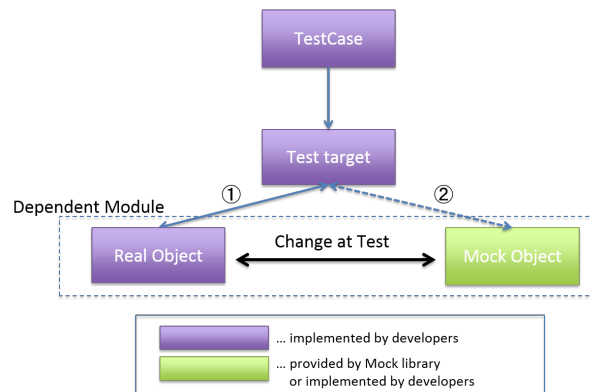 TestCase
Test target
①
②
Dependent Module
Real Object
Change at Test
Mock Object
... implemented by developers
... provided by Mock library
or implemented by developers